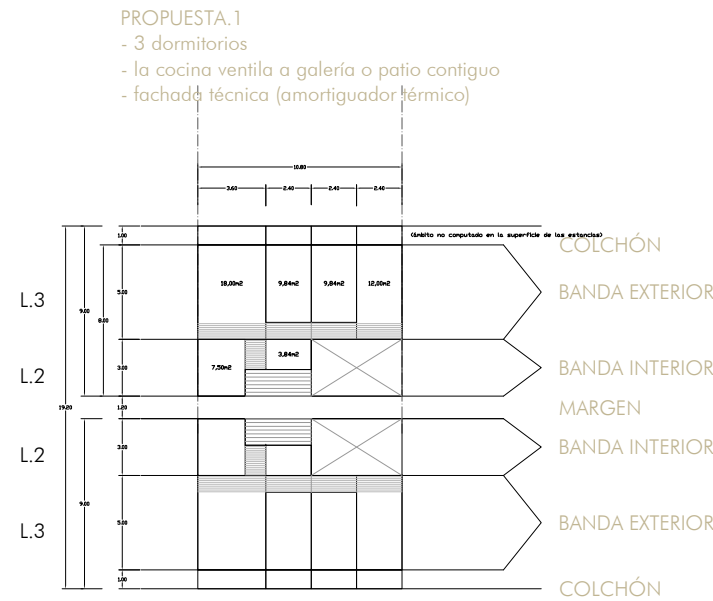 PROPUESTA.1
- 3 dormitorios
- la cocina ventila a galería o patio contiguo
- fachada técnica (amortiguador térmico)
10.80
3.60 2.40 2.40 2.40
1.00 (ámbito no computado en la superficie de las estancias)
COLCHÓN
18,00m2 9,84m2 9,84m2 12,00m2
L.3 9.00 8.00 5.00 BANDA EXTERIOR
3,84m2
L.2 3.00 7,50m2 BANDA INTERIOR
19.20 1.20 MARGEN
L.2 3.00 BANDA INTERIOR
9.00
L.3 5.00 BANDA EXTERIOR
1.00 COLCHÓN